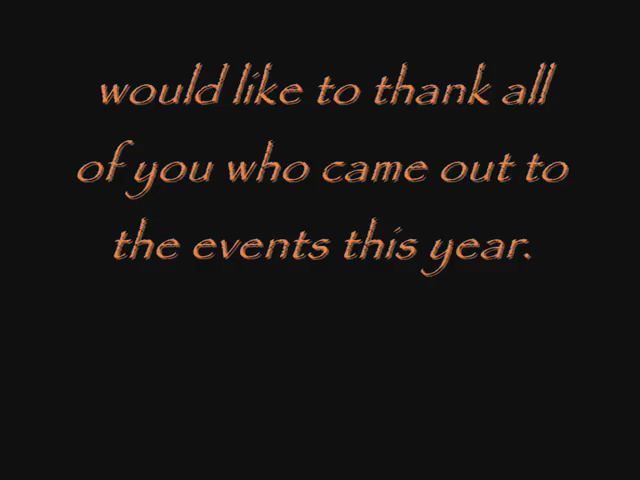 would like to thank all
of you who came out to
the events this year.